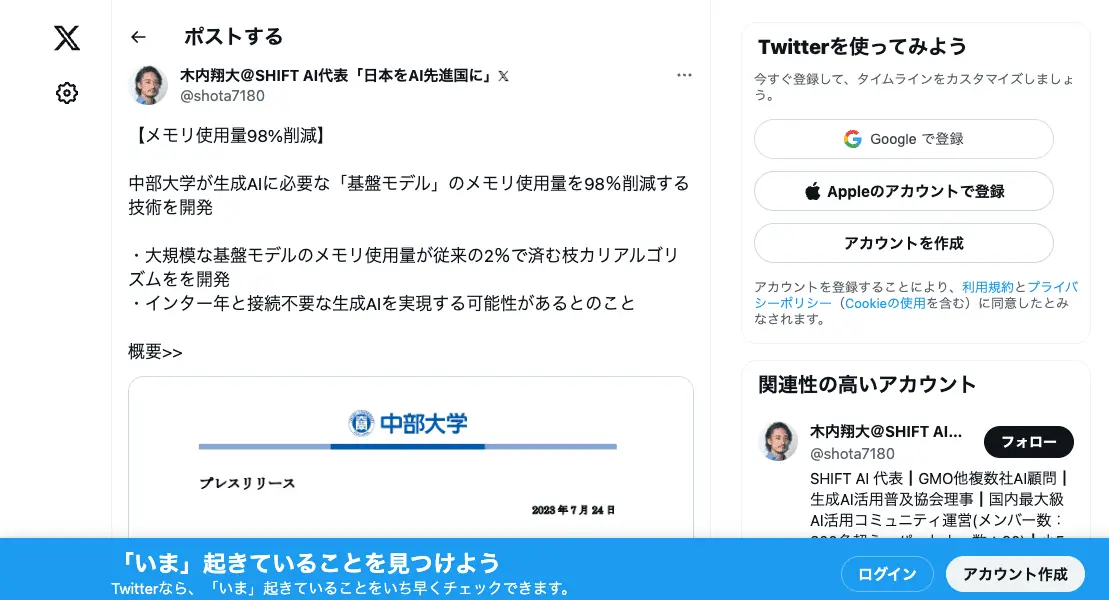 ポストする
木内翔大@SHIFT AI代表「日本をAI先進国に」𝕏
@shota7180
【メモリ使用量98%削減】
中部大学が生成AIに必要な「基盤モデル」のメモリ使用量を98％削減する
技術を開発
・大規模な基盤モデルのメモリ使用量が従来の2％で済む枝カリアルゴリ
ズムをを開発
・インター年と接続不要な生成AIを実現する可能性があるとのこと
概要>>
中部大学
プレスリリース
2023 年 7 月 24 日
Twitterを使ってみよう
今すぐ登録して、タイムラインをカスタマイズしましょ
う。
Google で登録
Appleのアカウントで登録
アカウントを作成
アカウントを登録することにより、利用規約とプライバ
シーポリシー（Cookieの使用を含む）に同意したとみ
なされます。
関連性の高いアカウント
木内翔大@SHIFT AI...
@shota7180
フォロー
SHIFT AI 代表┃GMO他複数社AI顧問┃
生成AI活用普及協会理事┃国内最大級
AI活用コミュニティ運営(メンバー数：
「いま」起きていることを見つけよう
Twitterなら、「いま」起きていることをいち早くチェックできます。
ログイン
アカウント作成